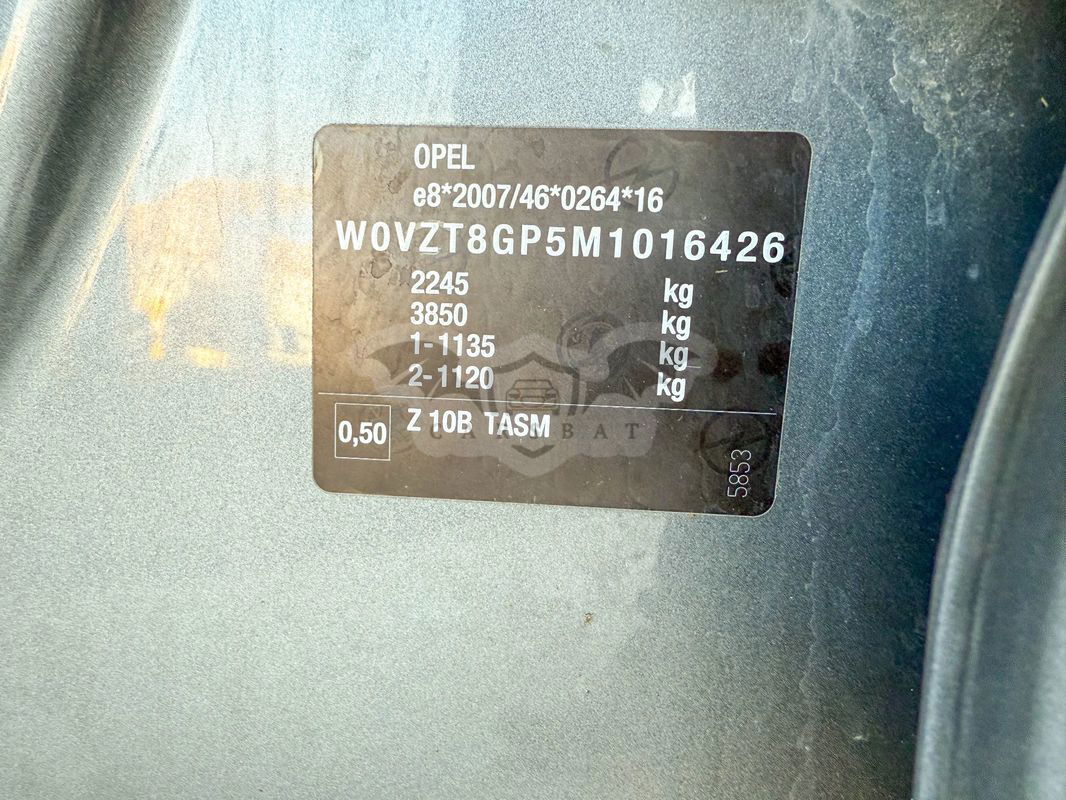 OPEL
e8*2007/46*0264*16
W0VZT8GP5M1016426
2245 kg
3850 kg
1-1135 kg
2-1120 kg
0,50 Z 10B TASM
CAROMBAT
5853